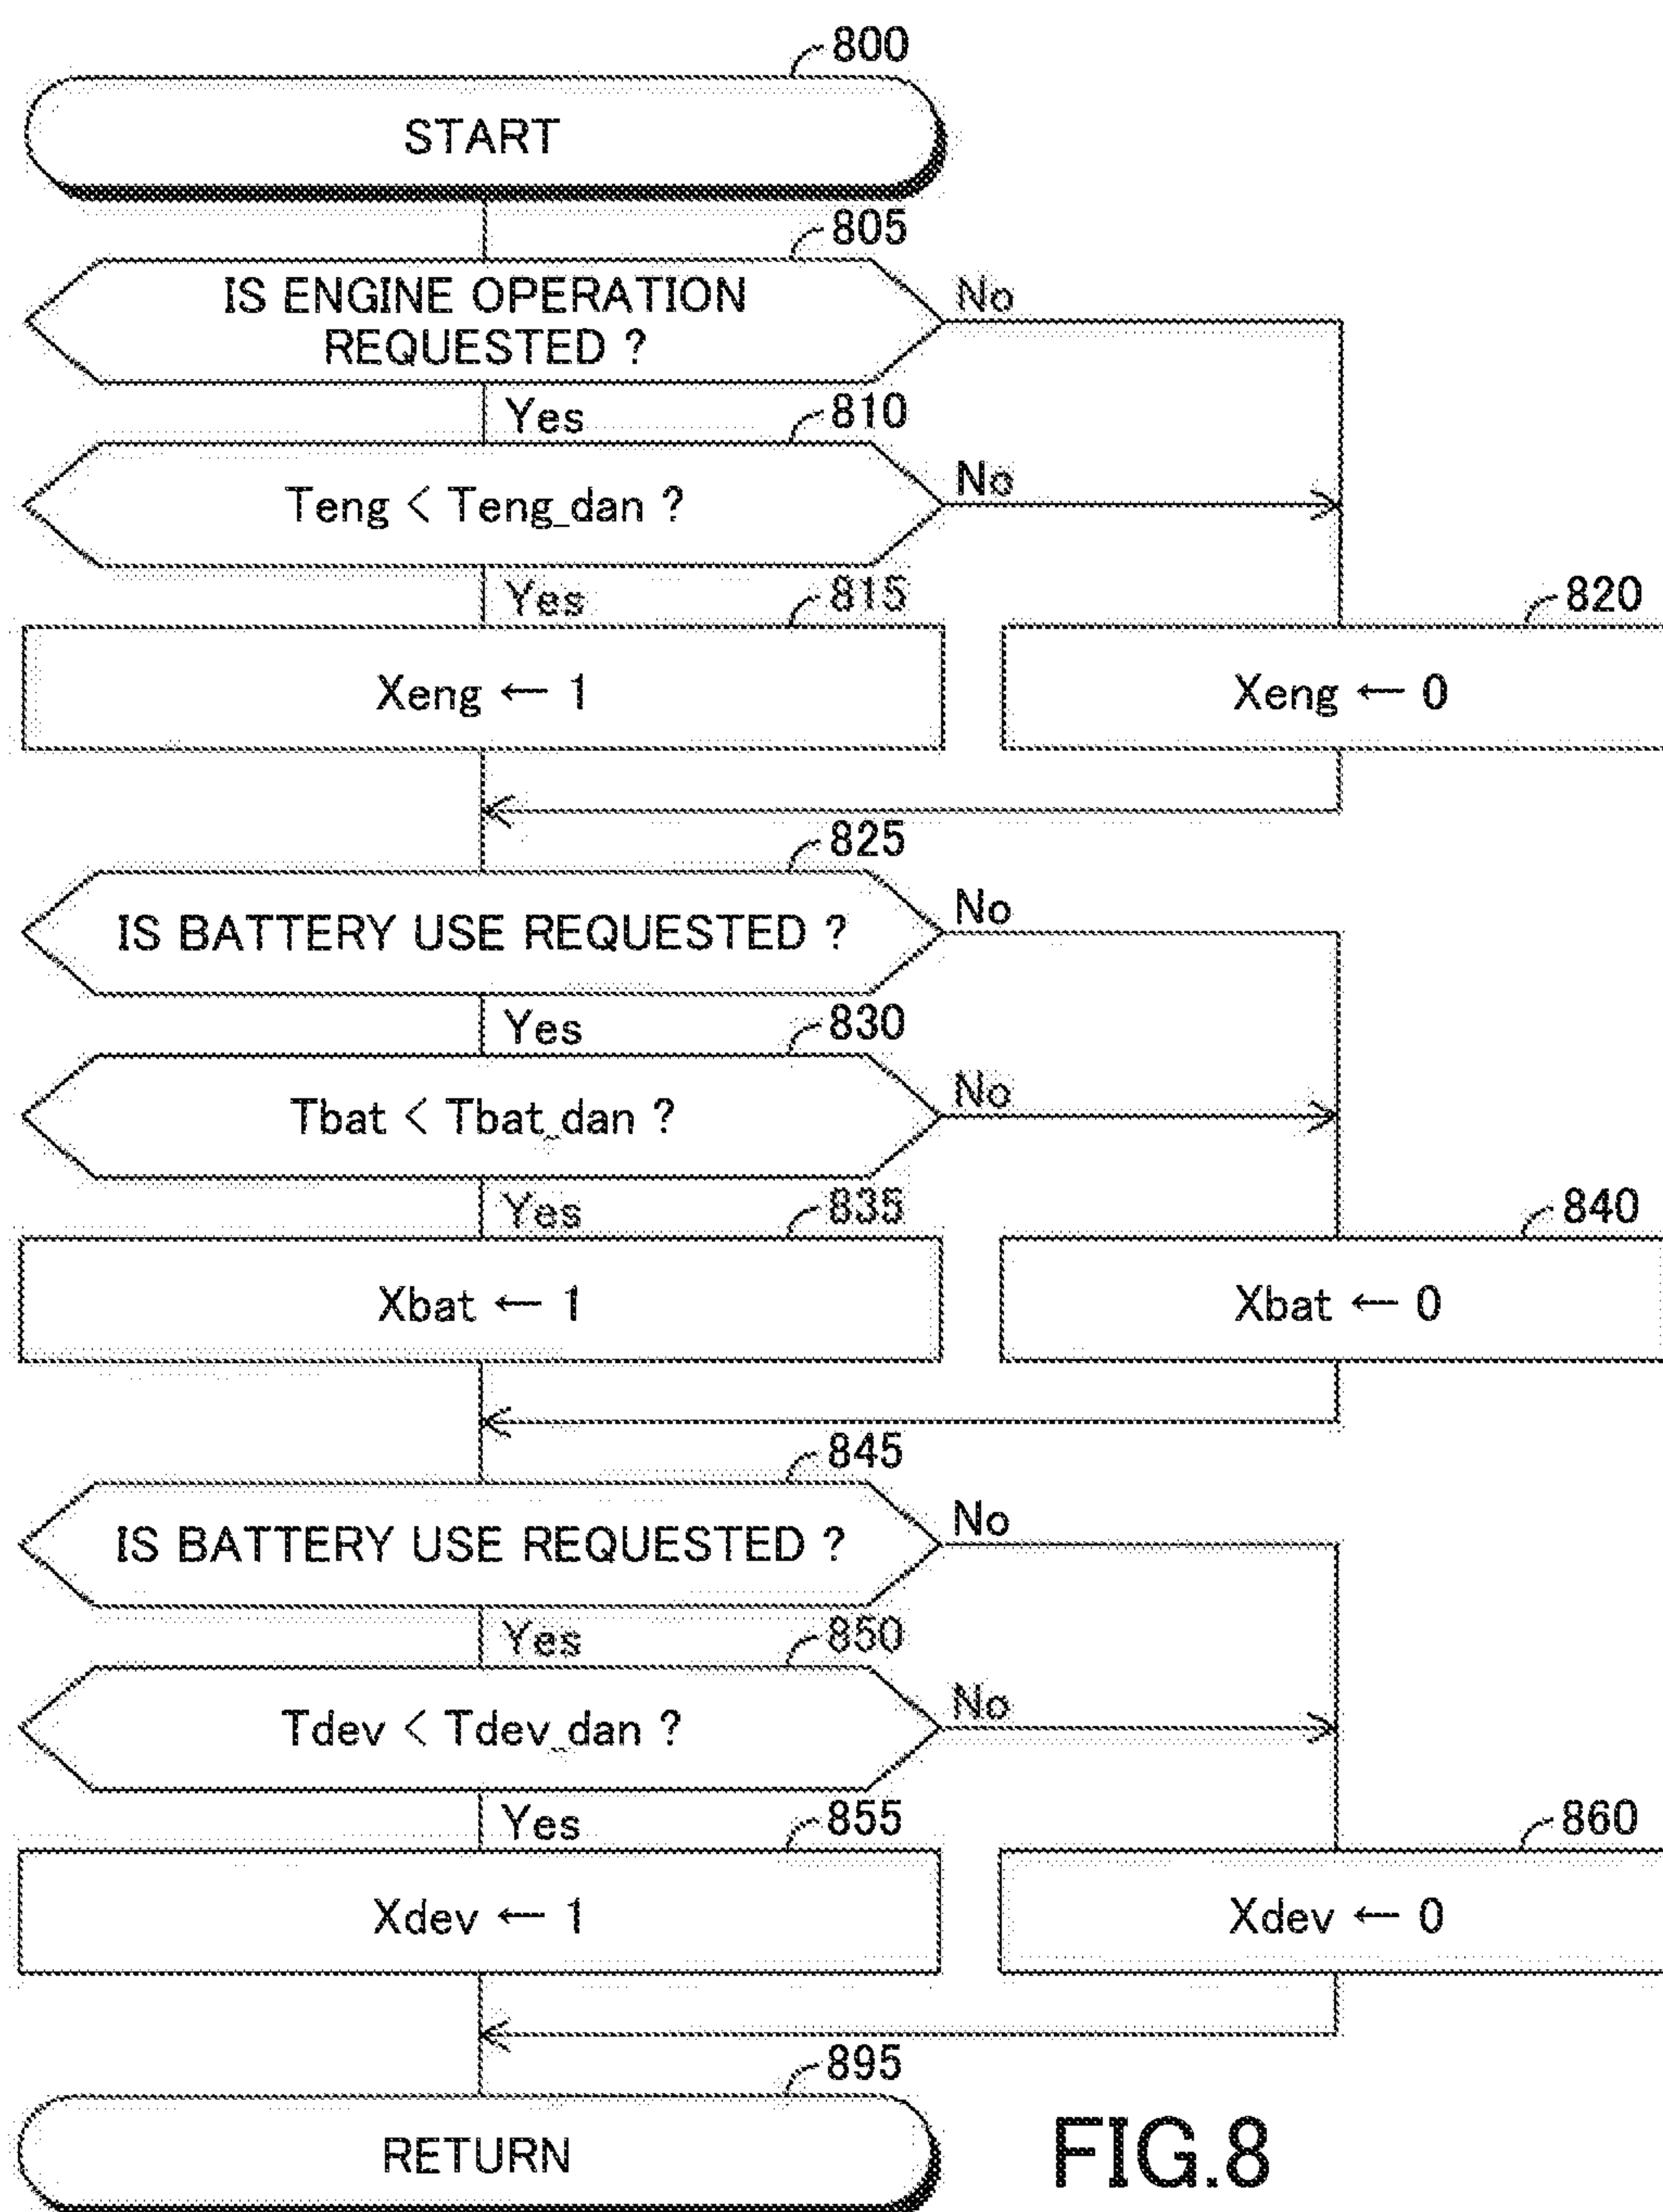 800
START
805
IS ENGINE OPERATION
REQUESTED ?
No
Yes
810
Teng < Teng_dan ?
No
Yes
815
820
Xeng ← 1
Xeng ← 0
825
IS BATTERY USE REQUESTED ?
No
Yes
830
Tbat < Tbat_dan ?
No
Yes
835
840
Xbat ← 1
Xbat ← 0
845
IS BATTERY USE REQUESTED ?
No
Yes
850
Tdev < Tdev_dan ?
No
Yes
855
860
Xdev ← 1
Xdev ← 0
895
RETURN
FIG.8